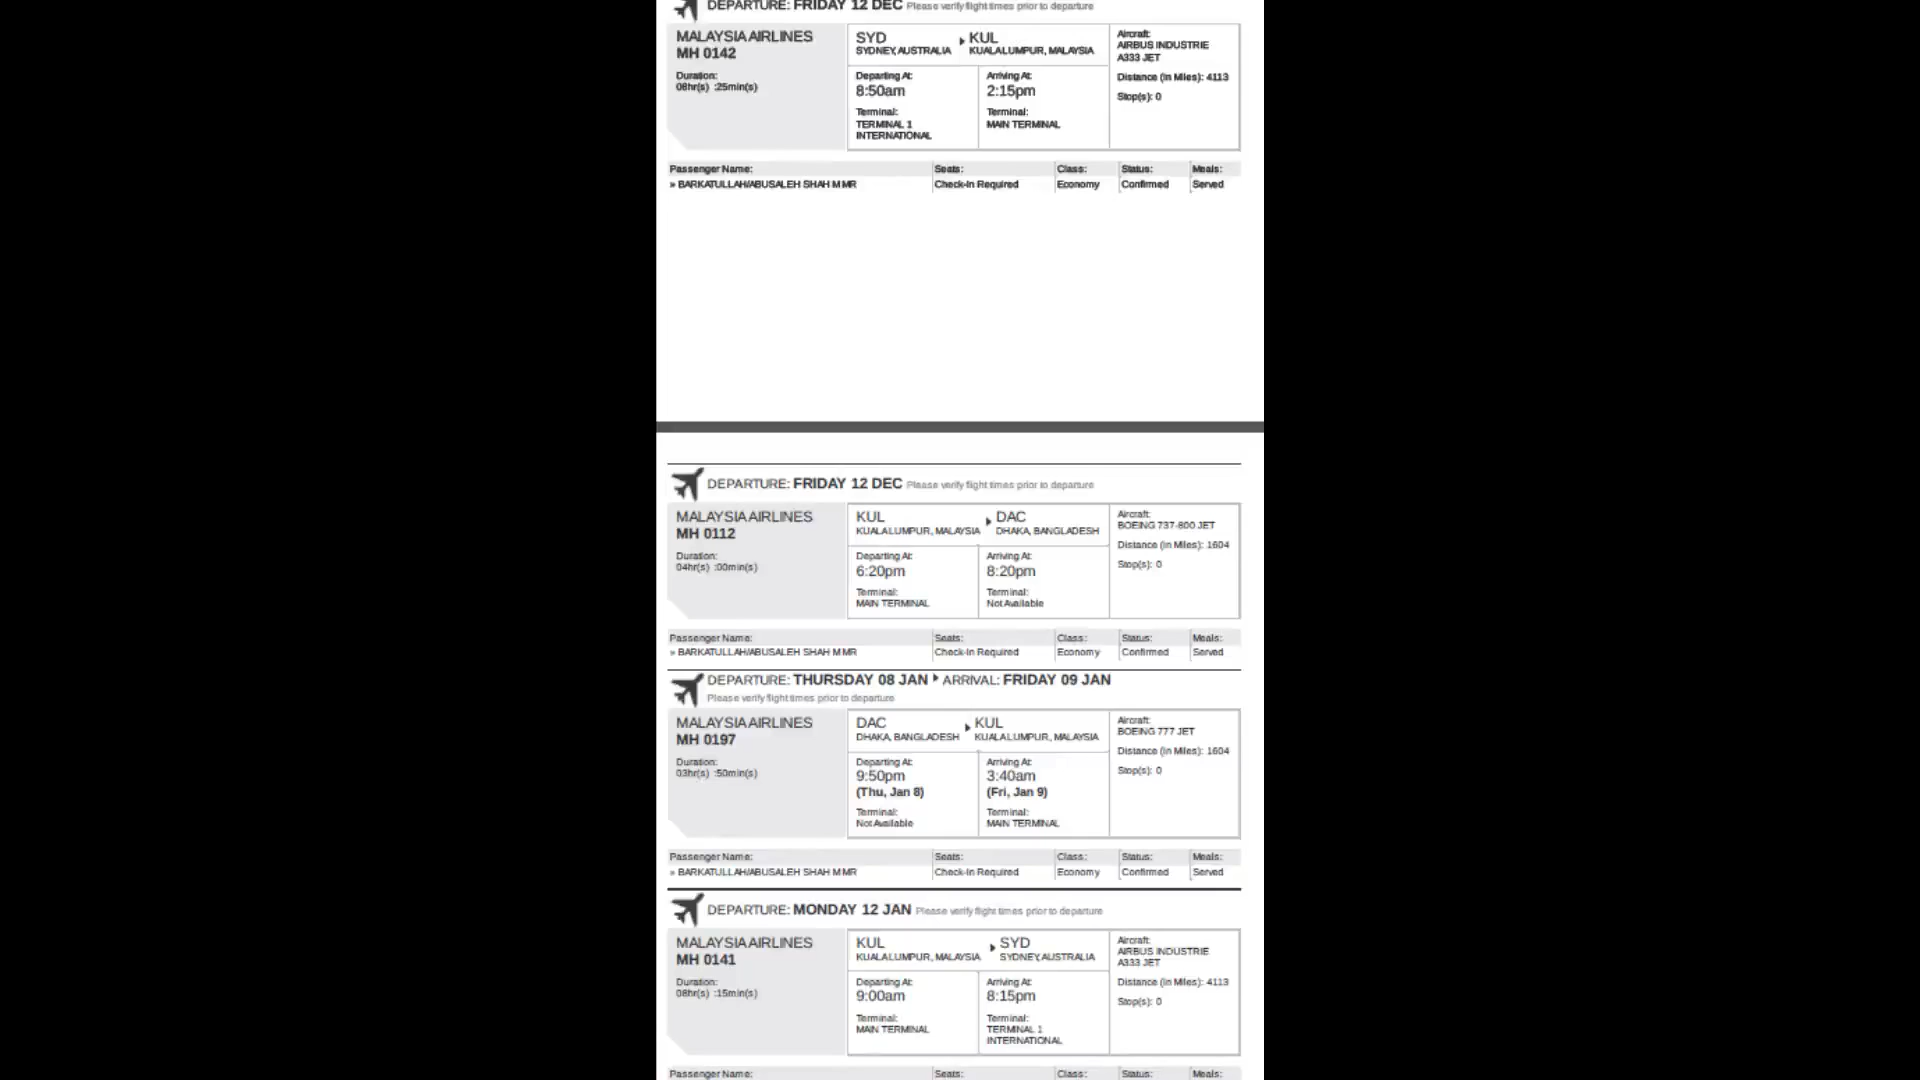 DEPARTURE: FRIDAY 12 DEC Please verify flight times prior to departure
MALAYSIA AIRLINES
MH 0142
Duration:
08hr(s) :25min(s)
SYD
SYDNEY, AUSTRALIA
KUL
KUALA LUMPUR, MALAYSIA
Departing At:
8:50am
Terminal:
TERMINAL 1
INTERNATIONAL
Arriving At:
2:15pm
Terminal:
MAIN TERMINAL
Aircraft:
AIRBUS INDUSTRIE
A333 JET
Distance (in Miles): 4113
Stop(s): 0
Passenger Name: Seats: Class: Status: Meals:
» BARKATULLAH/ABUSALEH SHAH M MR Check-In Required Economy Confirmed Served
DEPARTURE: FRIDAY 12 DEC Please verify flight times prior to departure
MALAYSIA AIRLINES
MH 0112
Duration:
04hr(s) :00min(s)
KUL
KUALA LUMPUR, MALAYSIA
DAC
DHAKA, BANGLADESH
Departing At:
6:20pm
Terminal:
MAIN TERMINAL
Arriving At:
8:20pm
Terminal:
Not Available
Aircraft:
BOEING 737-800 JET
Distance (in Miles): 1604
Stop(s): 0
Passenger Name: Seats: Class: Status: Meals:
» BARKATULLAH/ABUSALEH SHAH M MR Check-In Required Economy Confirmed Served
DEPARTURE: THURSDAY 08 JAN ARRIVAL: FRIDAY 09 JAN
Please verify flight times prior to departure
MALAYSIA AIRLINES
MH 0197
Duration:
03hr(s) :50min(s)
DAC
DHAKA, BANGLADESH
KUL
KUALA LUMPUR, MALAYSIA
Departing At:
9:50pm
(Thu, Jan 8)
Terminal:
Not Available
Arriving At:
3:40am
(Fri, Jan 9)
Terminal:
MAIN TERMINAL
Aircraft:
BOEING 777 JET
Distance (in Miles): 1604
Stop(s): 0
Passenger Name: Seats: Class: Status: Meals:
» BARKATULLAH/ABUSALEH SHAH M MR Check-In Required Economy Confirmed Served
DEPARTURE: MONDAY 12 JAN Please verify flight times prior to departure
MALAYSIA AIRLINES
MH 0141
Duration:
08hr(s) :15min(s)
KUL
KUALA LUMPUR, MALAYSIA
SYD
SYDNEY, AUSTRALIA
Departing At:
9:00am
Terminal:
MAIN TERMINAL
Arriving At:
8:15pm
Terminal:
TERMINAL 1
INTERNATIONAL
Aircraft:
AIRBUS INDUSTRIE
A333 JET
Distance (in Miles): 4113
Stop(s): 0
Passenger Name: Seats: Class: Status: Meals: